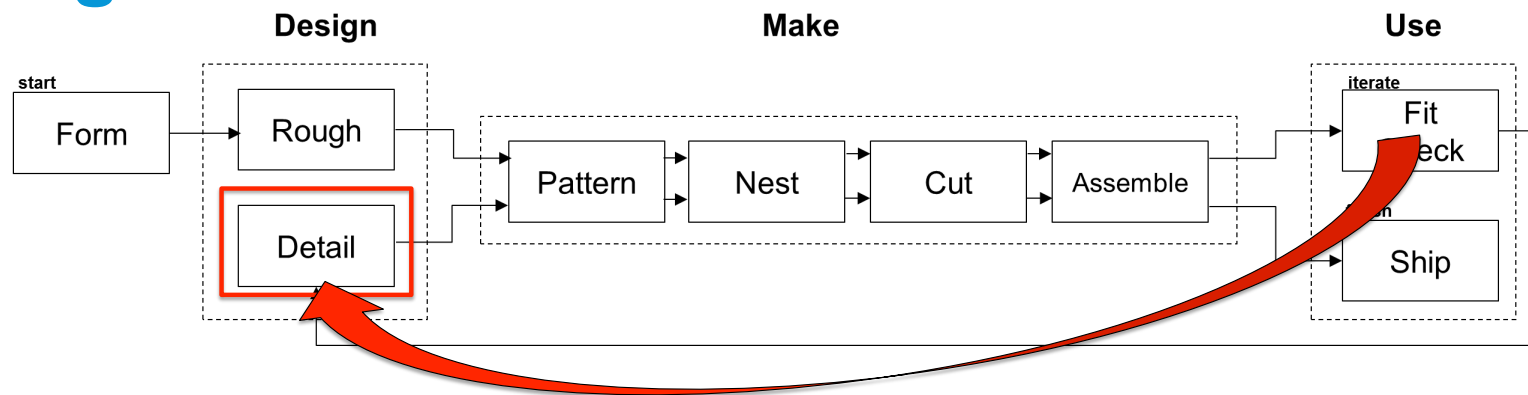 Design
Make
Use
start
Form
Rough
Detail
Pattern
Nest
Cut
Assemble
iterate
Fit
Ship